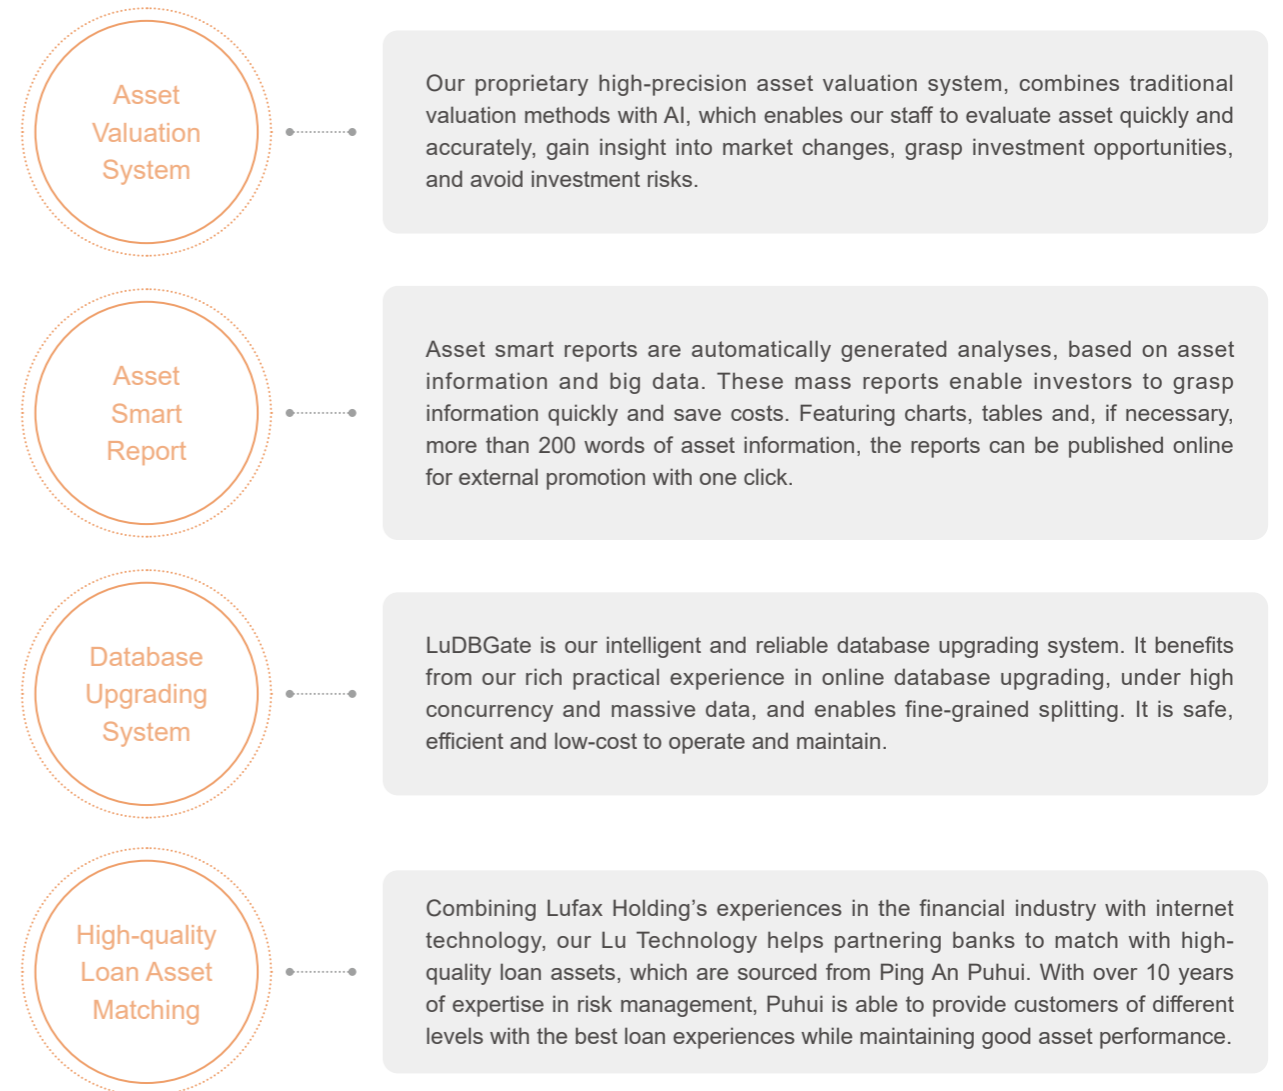 Asset
Valuation
System
Our proprietary high-precision asset valuation system, combines traditional
valuation methods with AI, which enables our staff to evaluate asset quickly and
accurately, gain insight into market changes, grasp investment opportunities,
and avoid investment risks.
Asset
Smart
Report
Asset smart reports are automatically generated analyses, based on asset
information and big data. These mass reports enable investors to grasp
information quickly and save costs. Featuring charts, tables and, if necessary,
more than 200 words of asset information, the reports can be published online
for external promotion with one click.
Database
Upgrading
System
LuDBGate is our intelligent and reliable database upgrading system. It benefits
from our rich practical experience in online database upgrading, under high
concurrency and massive data, and enables fine-grained splitting. It is safe,
efficient and low-cost to operate and maintain.
High-quality
Loan Asset
Matching
Combining Lufax Holding’s experiences in the financial industry with internet
technology, our Lu Technology helps partnering banks to match with high-
quality loan assets, which are sourced from Ping An Puhui. With over 10 years
of expertise in risk management, Puhui is able to provide customers of different
levels with the best loan experiences while maintaining good asset performance.